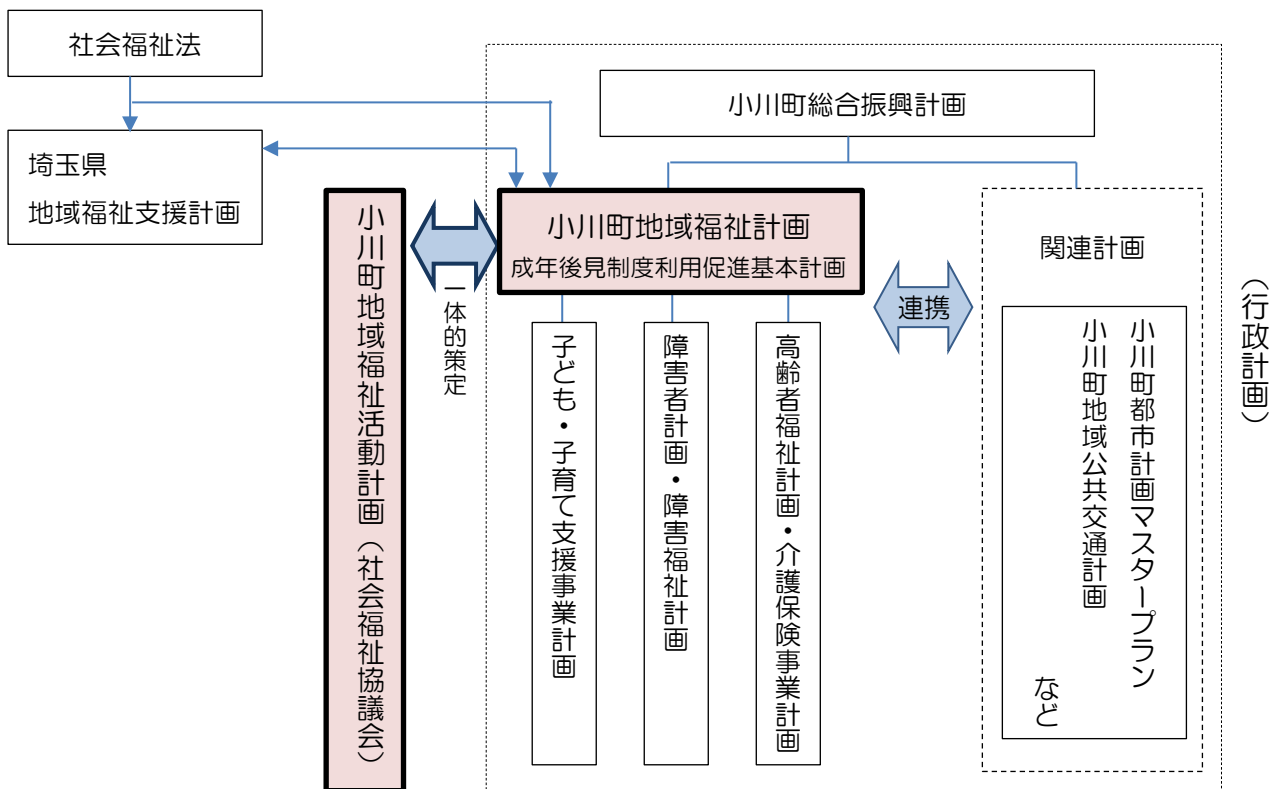 社会福祉法
小川町総合振興計画
埼玉県
地域福祉支援計画
小川町地域福祉計画
成年後見制度利用促進基本計画
関連計画
小川町地域福祉活動計画（社会福祉協議会）
一体的策定
連携
（行政計画）
子ども・子育て支援事業計画
障害者計画・障害福祉計画
高齢者福祉計画・介護保険事業計画
小川町都市計画マスタープラン
小川町地域公共交通計画
など